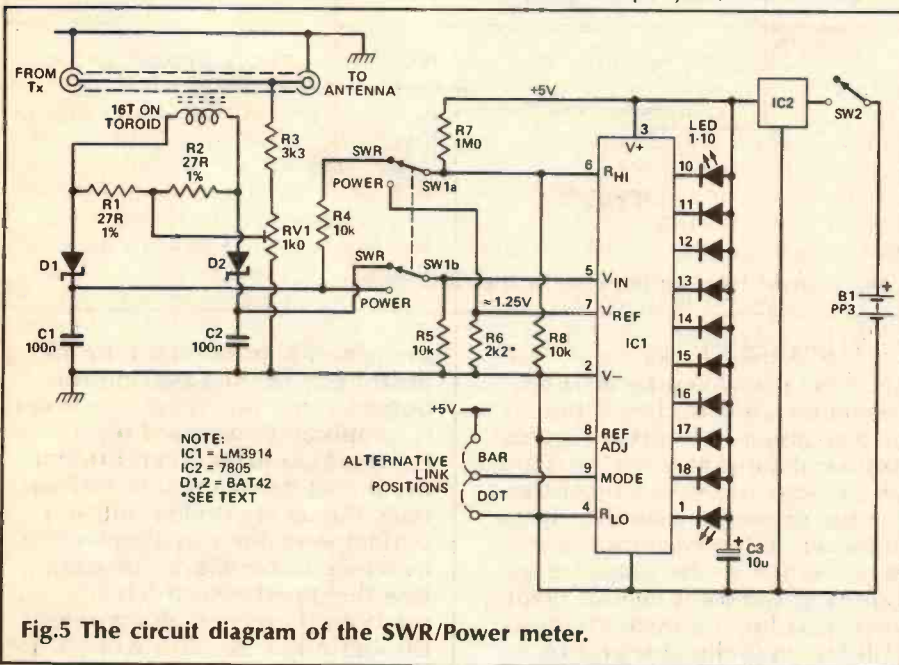 FROM
Tx
TO
ANTENNA
16T ON
TOROID
R2
27R
1%
R1
27R
1%
R3
3k3
RV1
1k0
D1
D2
C1
100n
C2
100n
SWR
POWER
SW1a
R4
10k
SWR
POWER
SW1b
R7
1M0
+5V
≈1.25V
R5
10k
R6
2k2*
R8
10k
6
RHI
5
VIN
7
VREF
2
V−
8
REF
ADJ
9
MODE
4
RLO
3
V+
IC1
LED
1-10
10
11
12
13
14
15
16
17
18
1
IC2
SW2
B1
PP3
C3
10u
+
+
+5V
BAR
DOT
ALTERNATIVE
LINK
POSITIONS
NOTE:
IC1 = LM3914
IC2 = 7805
D1,2 = BAT42
*SEE TEXT
Fig.5 The circuit diagram of the SWR/Power meter.